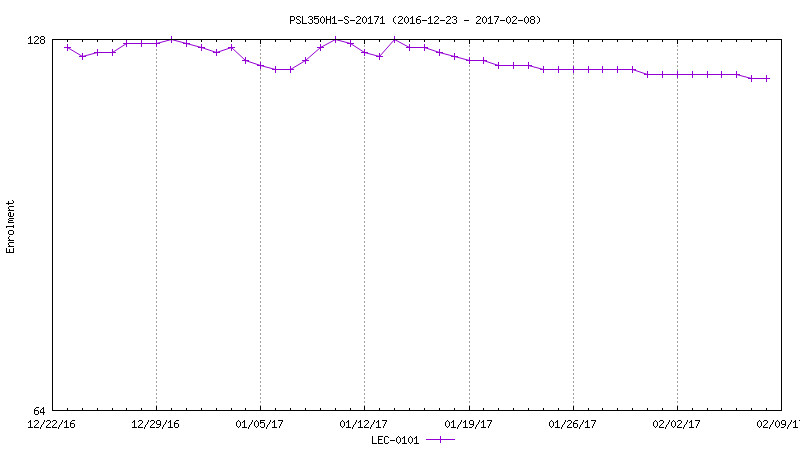 PSL350H1-S-20171 (2016-12-23 - 2017-02-08)
128
Enrolment
64
12/22/16 12/29/16 01/05/17 01/12/17 01/19/17 01/26/17 02/02/17 02/09/1
LEC-0101